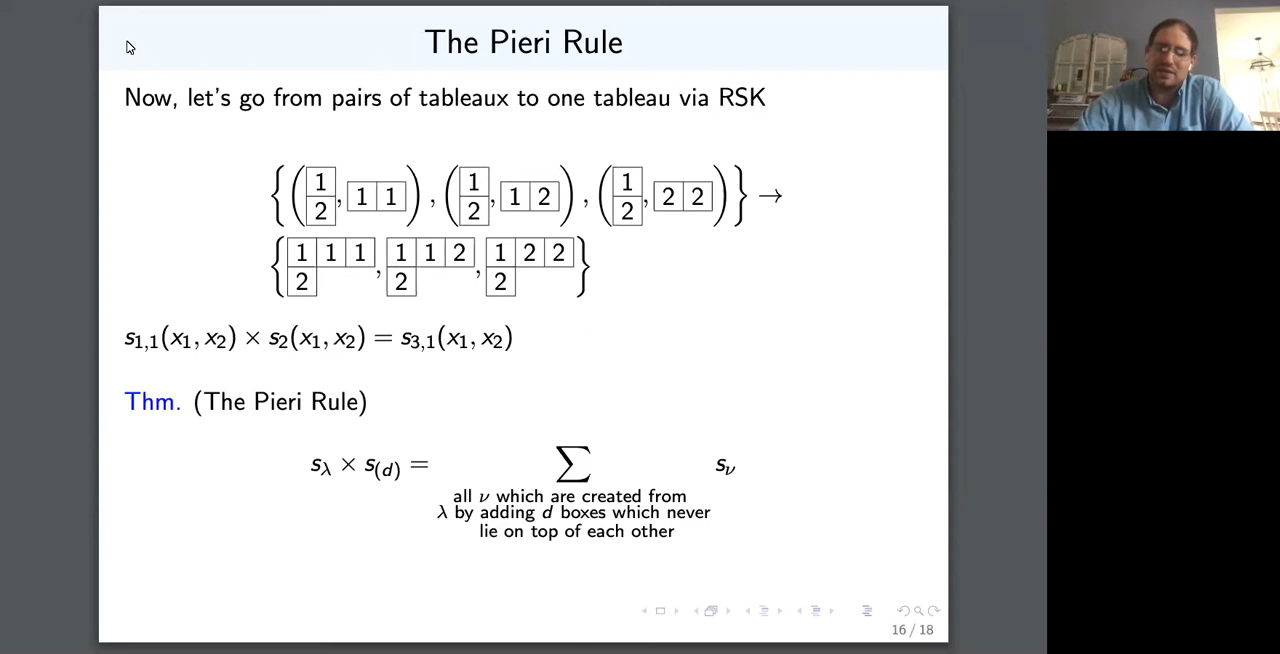 The Pieri Rule
Now, let's go from pairs of tableaux to one tableau via RSK
{(1 2, 1 1), (1 2, 1 2), (1 2, 2 2)} →
{1 1 1 2, 1 1 2 2, 1 2 2 2}
s₁,₁(x₁, x₂) × s₂(x₁, x₂) = s₃,₁(x₁, x₂)
Thm. (The Pieri Rule)
s_λ × s_(d) = ∑ s_ν
all ν which are created from
λ by adding d boxes which never
lie on top of each other
16 / 18